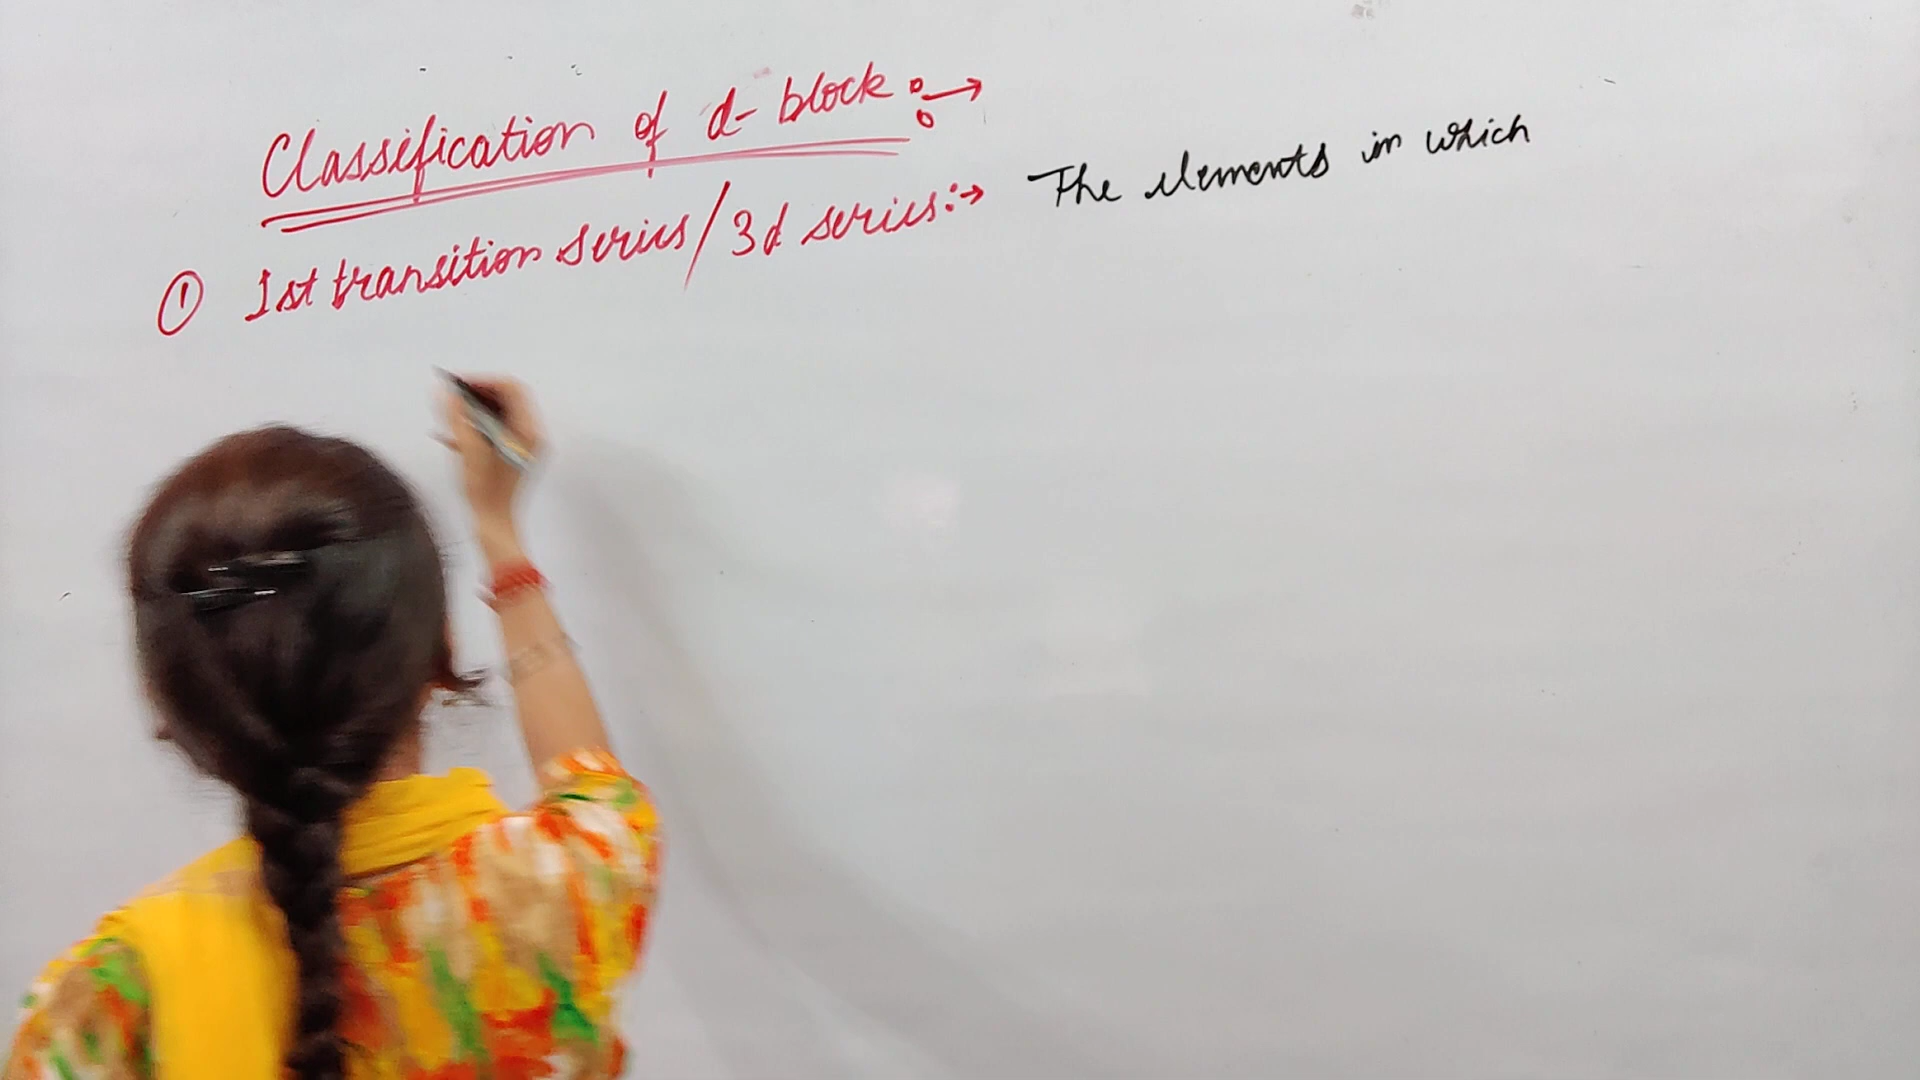 Classification of d-block :→
① 1st transition series/3d series:→ The elements in which